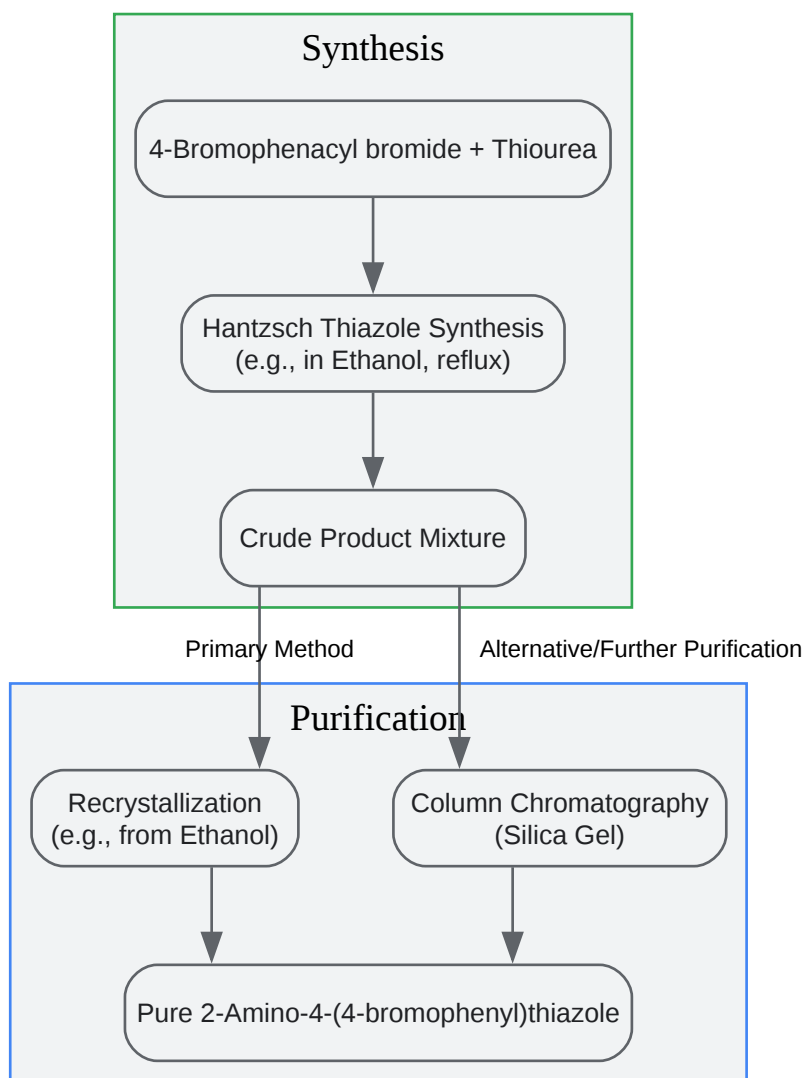 Synthesis
4-Bromophenacyl bromide + Thiourea
Hantzsch Thiazole Synthesis
(e.g., in Ethanol, reflux)
Crude Product Mixture
Primary Method
Alternative/Further Purification
Purification
Recrystallization
(e.g., from Ethanol)
Column Chromatography
(Silica Gel)
Pure 2-Amino-4-(4-bromophenyl)thiazole